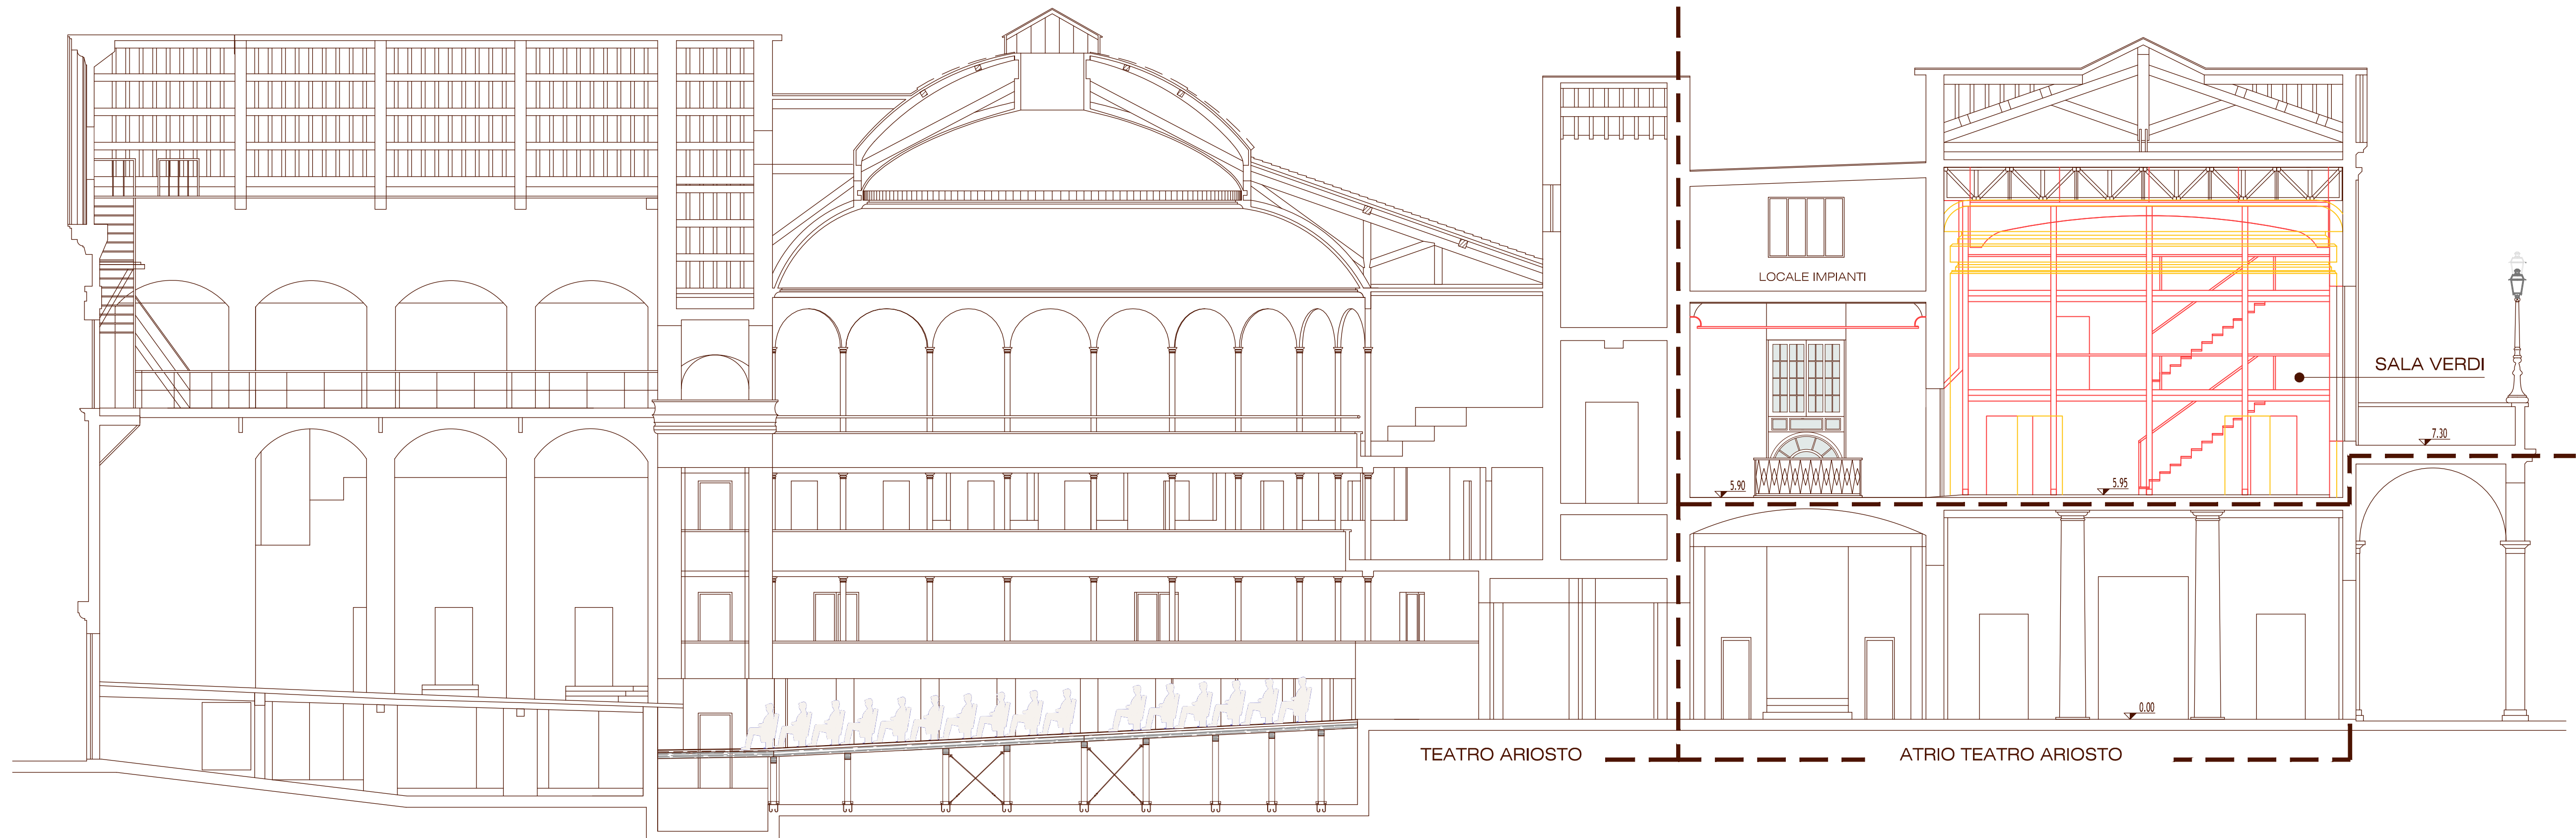 LOCALE IMPIANTI
SALA VERDI
7.30
5.90
5.95
0.00
TEATRO ARIOSTO
ATRIO TEATRO ARIOSTO